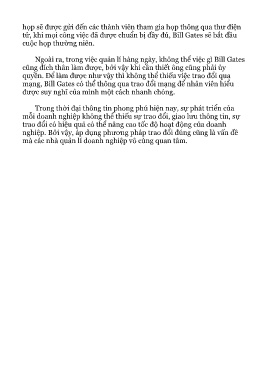 họp sẽ được gửi đến các thành viên tham gia họp thông qua thư điện
tử, khi mọi công việc đã được chuẩn bị đầy đủ, Bill Gates sẽ bắt đầu
cuộc họp thường niên.
Ngoài ra, trong việc quản lí hàng ngày, không thể việc gì Bill Gates
cũng đích thân làm được, bởi vậy khi cần thiết ông cũng phải ủy
quyền. Để làm được như vậy thì không thể thiếu việc trao đổi qua
mạng, Bill Gates có thể thông qua trao đổi mạng để nhân viên hiểu
được suy nghĩ của mình một cách nhanh chóng.
Trong thời đại thông tin phong phú hiện nay, sự phát triển của
mỗi doanh nghiệp không thể thiếu sự trao đổi, giao lưu thông tin, sự
trao đổi có hiệu quả có thể nâng cao tốc độ hoạt động của doanh
nghiệp. Bởi vậy, áp dụng phương pháp trao đổi đúng cũng là vấn đề
mà các nhà quản lí doanh nghiệp vô cùng quan tâm.